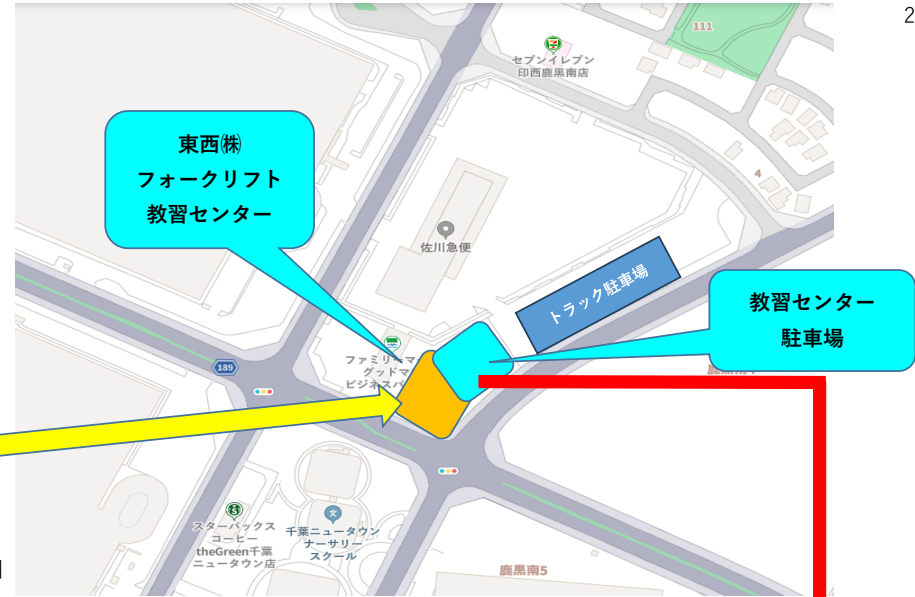 2
111
セブンイレブン
印西鹿黒南店
東西㈱
フォークリフト
教習センター
4
佐川急便
トラック駐車場
教習センター
駐車場
ファミリーマ
グッドマ
ビジネスパ
189
スターバックス
コーヒー
theGreen千葉
ニュータウン店
千葉ニュータウン
ナーサリー
スクール
鹿黒南5